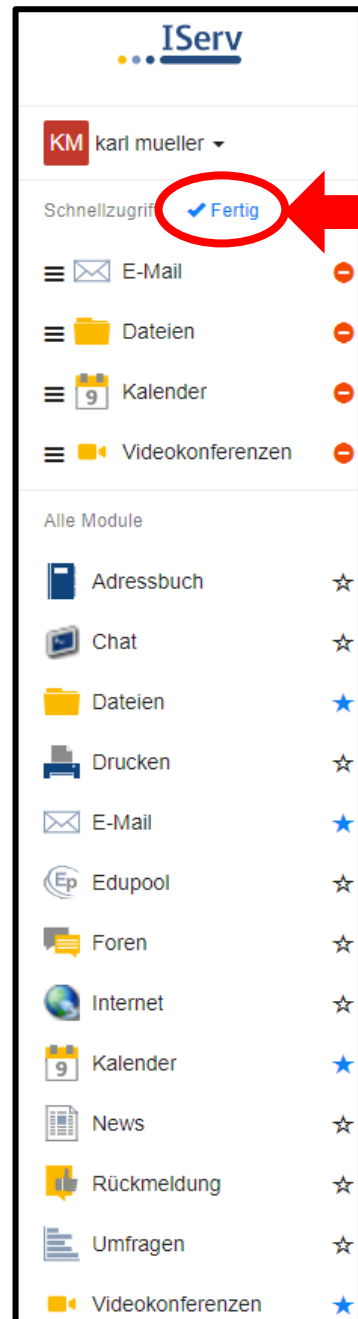 IServ
KM karl mueller
Schnellzugriff Fertig
E-Mail
Dateien
9 Kalender
Videokonferenzen
Alle Module
Adressbuch
Chat
Dateien
Drucken
E-Mail
Ep Edupool
Foren
Internet
9 Kalender
News
Rückmeldung
Umfragen
Videokonferenzen